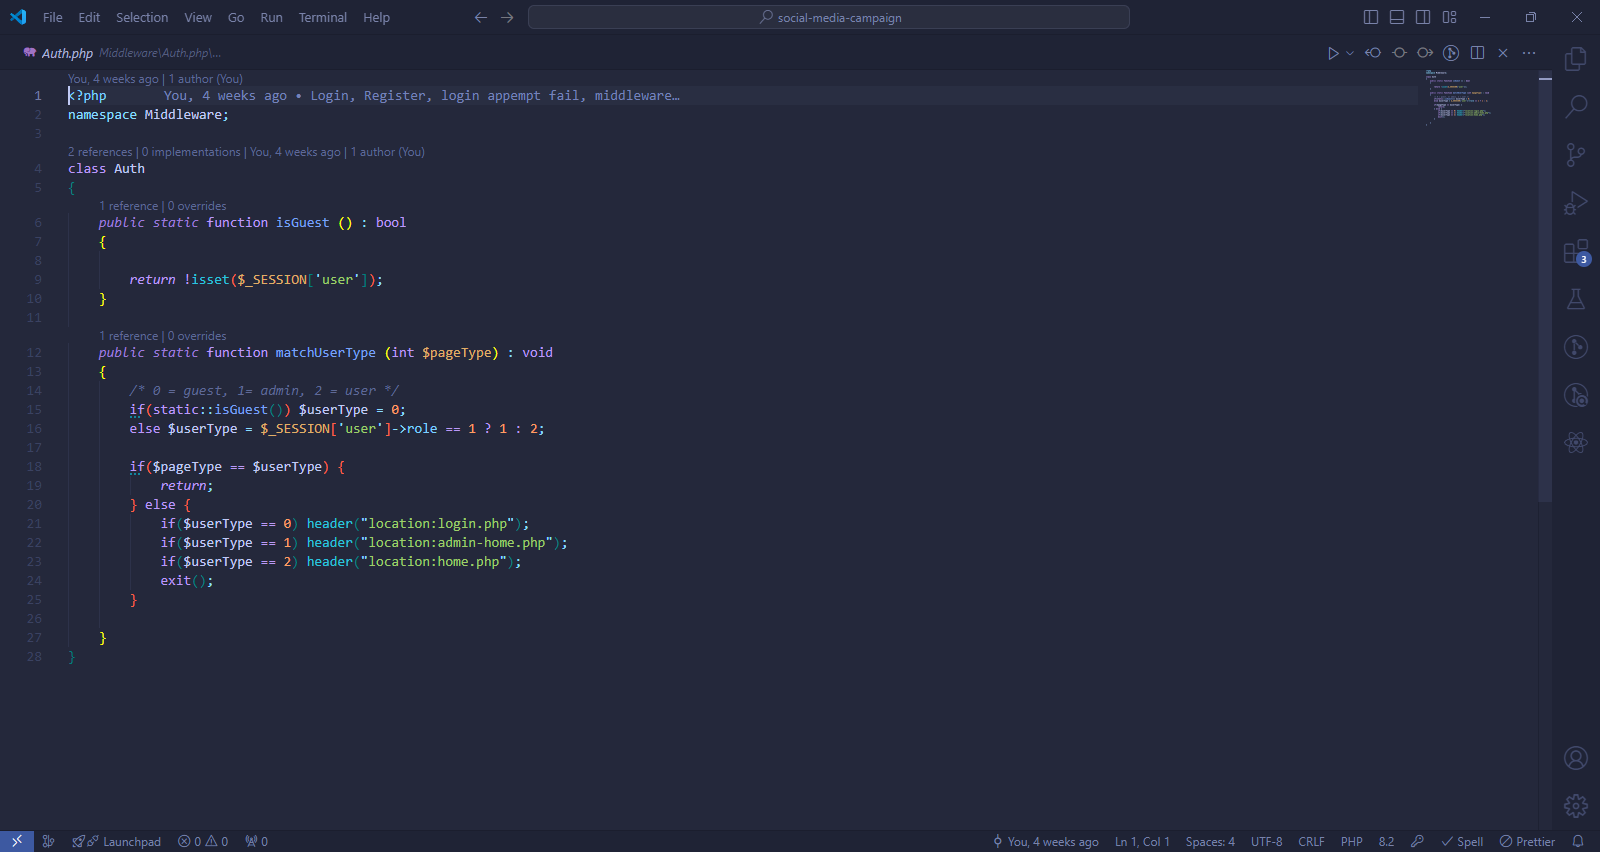 File Edit Selection View Go Run Terminal Help
social-media-campaign
Auth.php Middleware\Auth.php\...
You, 4 weeks ago | 1 author (You)
1 <?php You, 4 weeks ago • Login, Register, login appempt fail, middleware…
2 namespace Middleware;
3
2 references | 0 implementations | You, 4 weeks ago | 1 author (You)
4 class Auth
5 {
1 reference | 0 overrides
6 public static function isGuest () : bool
7 {
8
9 return !isset($_SESSION['user']);
10 }
11
1 reference | 0 overrides
12 public static function matchUserType (int $pageType) : void
13 {
14 /* 0 = guest, 1= admin, 2 = user */
15 if(static::isGuest()) $userType = 0;
16 else $userType = $_SESSION['user']->role == 1 ? 1 : 2;
17
18 if($pageType == $userType) {
19 return;
20 } else {
21 if($userType == 0) header("location:login.php");
22 if($userType == 1) header("location:admin-home.php");
23 if($userType == 2) header("location:home.php");
24 exit();
25 }
26
27 }
28 }
3
Launchpad 0 0 0 You, 4 weeks ago Ln 1, Col 1 Spaces: 4 UTF-8 CRLF PHP 8.2 Spell Prettier